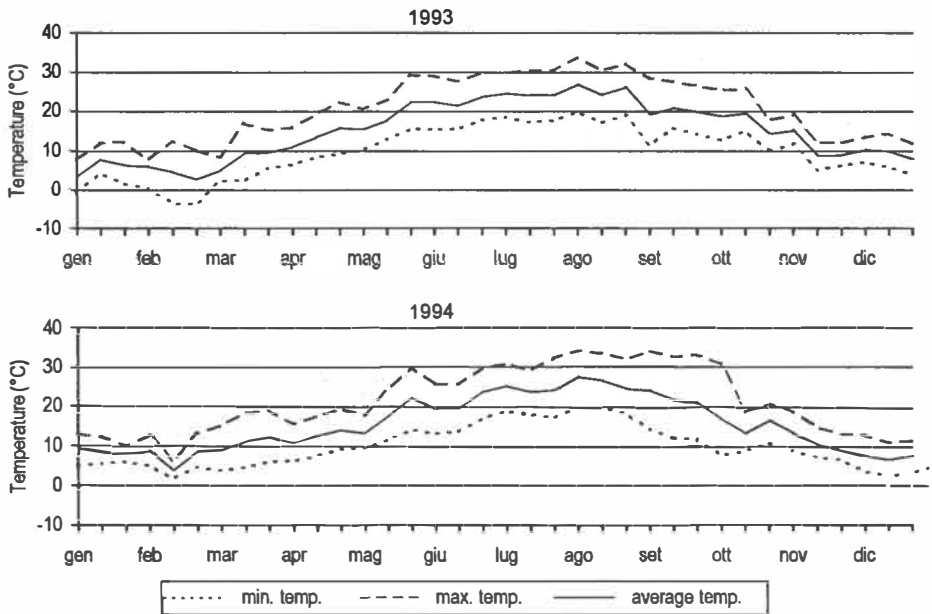 1993
Temperature (°C)
40
30
20
10
0
-10
gen feb mar apr mag giu lug ago set ott nov dic
1994
Temperature (°C)
40
30
20
10
0
-10
gen feb mar apr mag giu lug ago set ott nov dic
min. temp. max. temp. average temp.